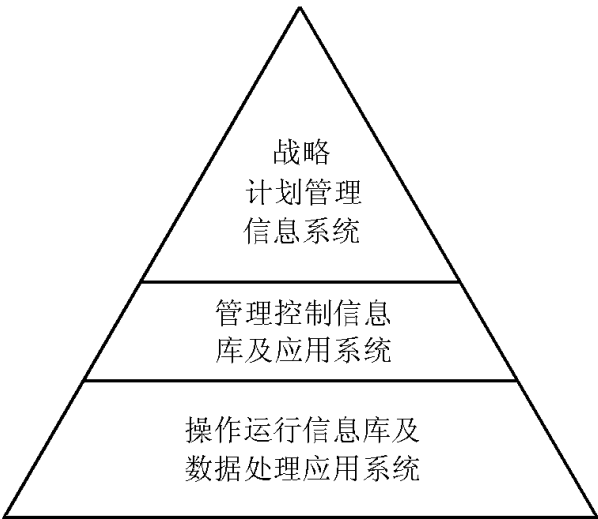 战略
计划管理
信息系统
管理控制信息
库及应用系统
操作运行信息库及
数据处理应用系统